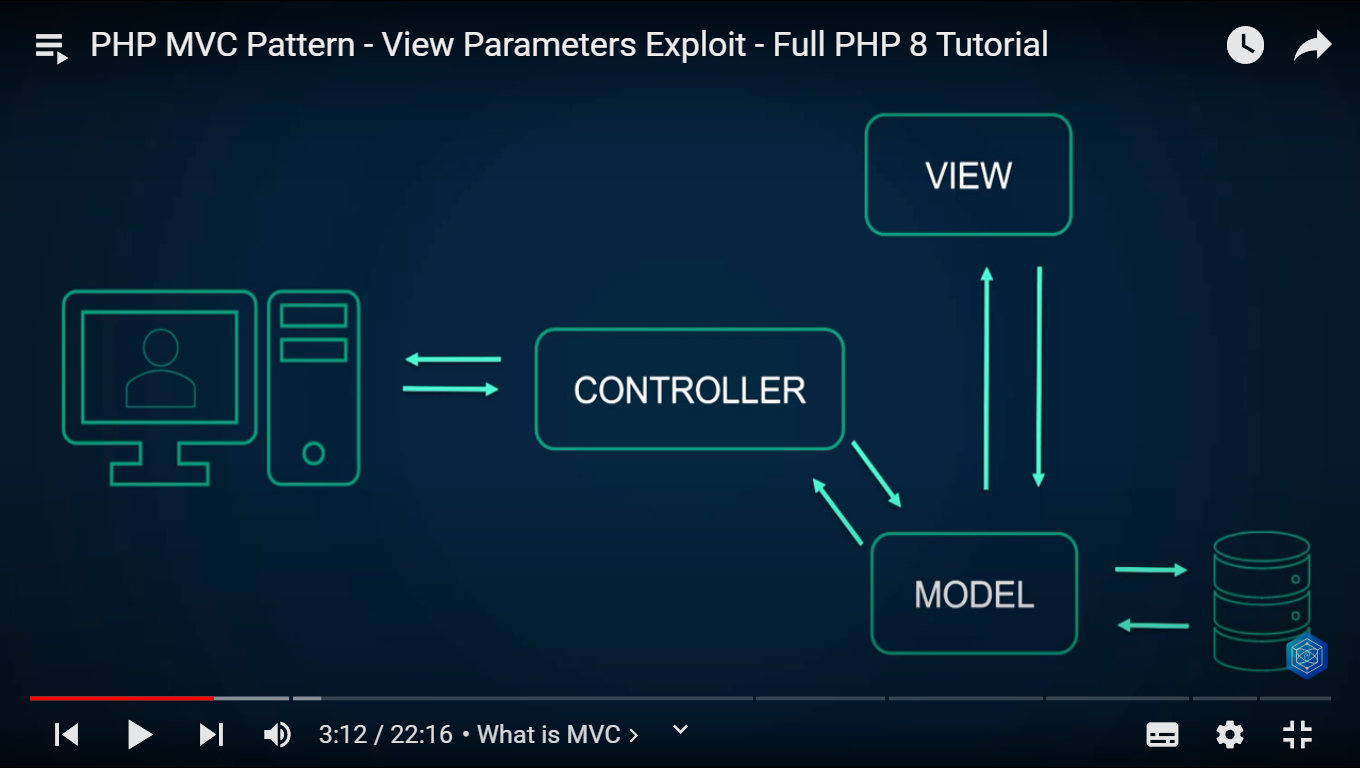 PHP MVC Pattern - View Parameters Exploit - Full PHP 8 Tutorial
VIEW
CONTROLLER
MODEL
3:12 / 22:16 • What is MVC